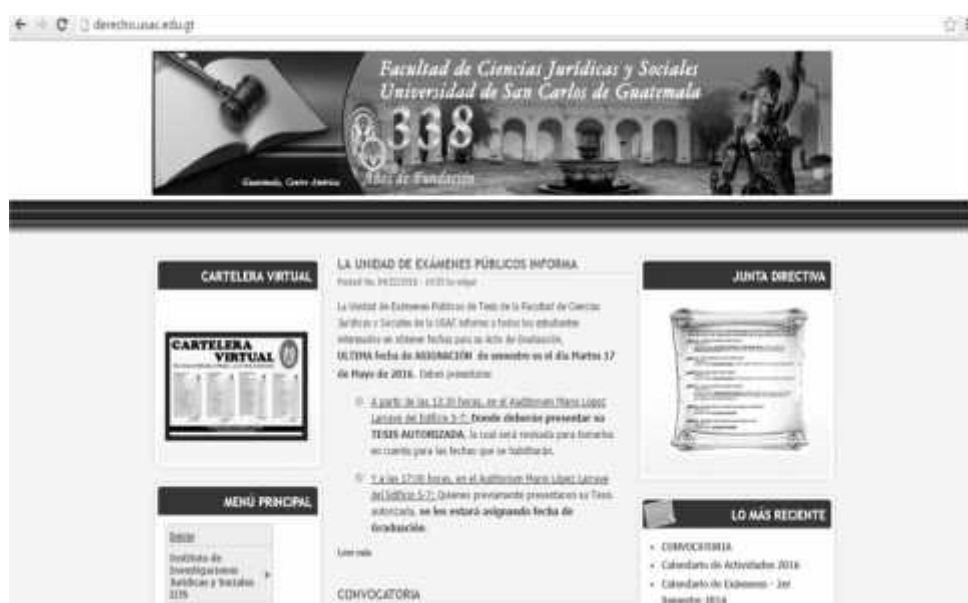 derecho.usac.edu.gt
Facultad de Ciencias Jurídicas y Sociales
Universidad de San Carlos de Guatemala
338
Años de Fundación
Guatemala, Centro América
CARTELERA VIRTUAL
CARTELERA
VIRTUAL
MENÚ PRINCIPAL
Inicio
Instituto de
Investigaciones
Jurídicas y Sociales
IIJS
LA UNIDAD DE EXÁMENES PÚBLICOS INFORMA
La Unidad de Exámenes Públicos de Tesis de la Facultad de Ciencias
Jurídicas y Sociales de la USAC informa a todos los estudiantes
interesados en obtener fechas para su Acto de Graduación,
ULTIMA fecha de ASIGNACIÓN de semestre es el día Martes 17
de Mayo de 2016. Deben presentarse
A partir de las 13:30 horas, en el Auditorium Mario López
Larrave del Edificio S-7: Donde deberán presentar su
TESIS AUTORIZADA, la cual será revisada para tomarlos
en cuenta para las fechas que se habilitarán.
Y a las 17:00 horas, en el Auditorium Mario López Larrave
del Edificio S-7: Quienes previamente presentaron su Tesis
autorizada, se les estará asignando fecha de
Graduación.
Leer más
CONVOCATORIA
JUNTA DIRECTIVA
LO MÁS RECIENTE
CONVOCATORIA
Calendario de Actividades 2016
Calendario de Exámenes - 1er
Semestre 2016